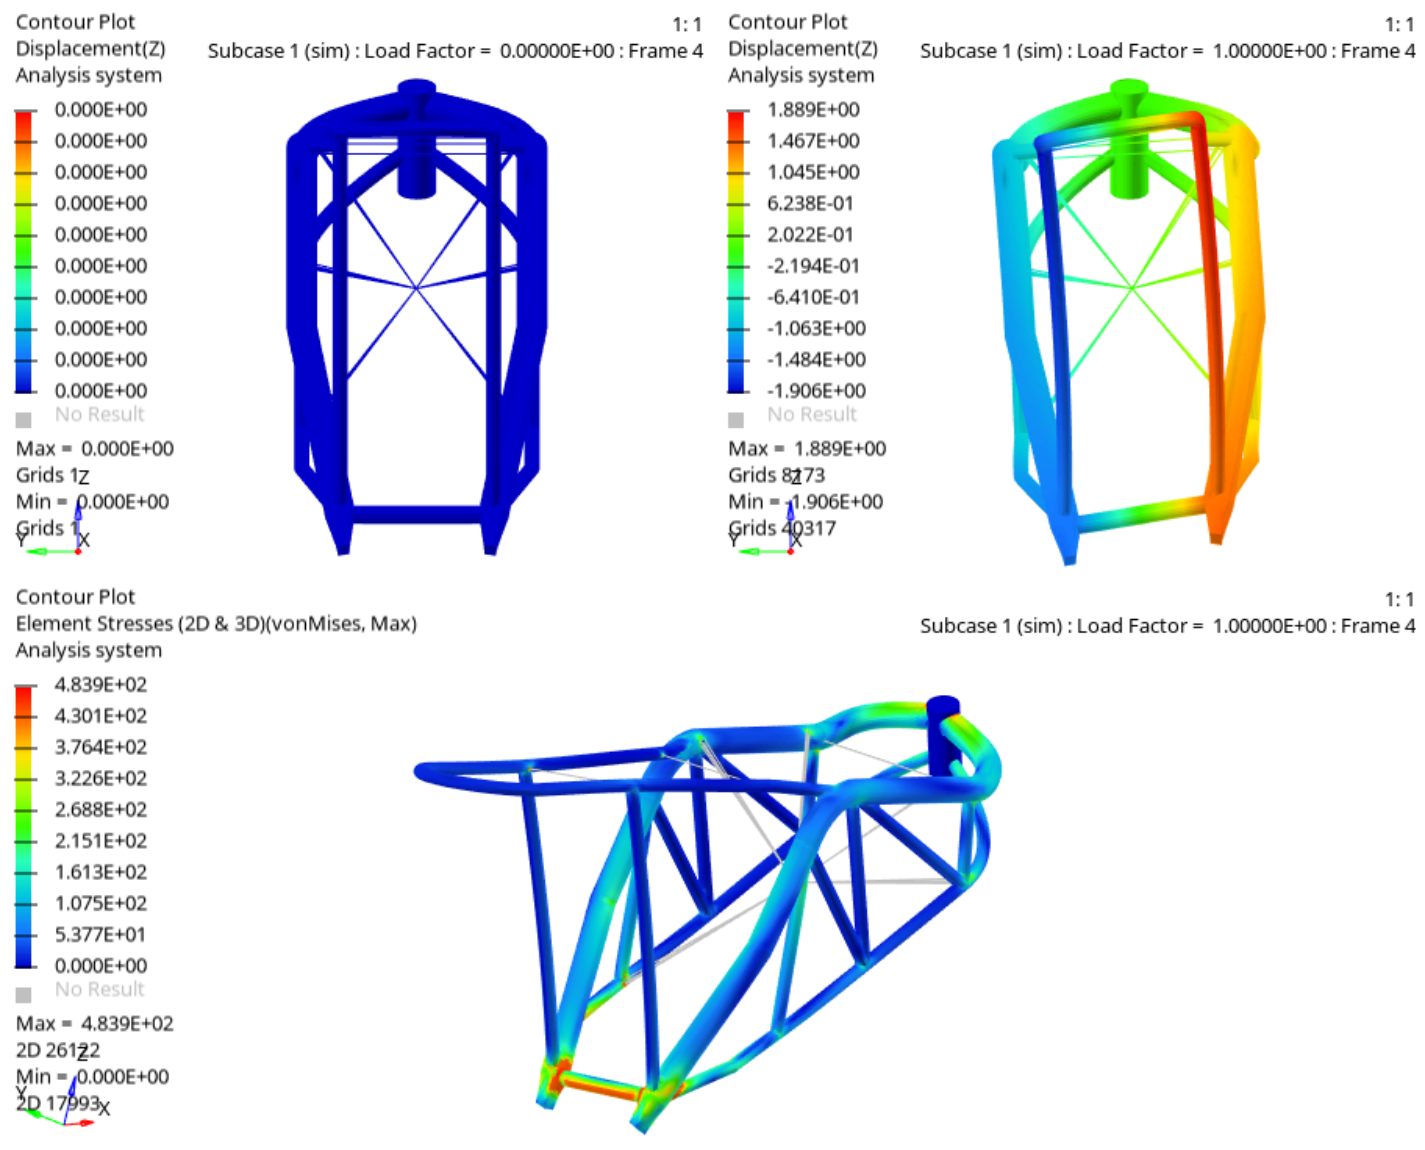 Contour Plot
Displacement(Z)
Analysis system
1: 1
Subcase 1 (sim) : Load Factor = 0.00000E+00 : Frame 4
0.000E+00
0.000E+00
0.000E+00
0.000E+00
0.000E+00
0.000E+00
0.000E+00
0.000E+00
0.000E+00
0.000E+00
No Result
Max = 0.000E+00
Grids 1
Min = 0.000E+00
Grids 1
Z
Y
X
Contour Plot
Displacement(Z)
Analysis system
1: 1
Subcase 1 (sim) : Load Factor = 1.00000E+00 : Frame 4
1.889E+00
1.467E+00
1.045E+00
6.238E-01
2.022E-01
-2.194E-01
-6.410E-01
-1.063E+00
-1.484E+00
-1.906E+00
No Result
Max = 1.889E+00
Grids 8173
Min = -1.906E+00
Grids 40317
Z
Y
X
Contour Plot
Element Stresses (2D & 3D)(vonMises, Max)
Analysis system
1: 1
Subcase 1 (sim) : Load Factor = 1.00000E+00 : Frame 4
4.839E+02
4.301E+02
3.764E+02
3.226E+02
2.688E+02
2.151E+02
1.613E+02
1.075E+02
5.377E+01
0.000E+00
No Result
Max = 4.839E+02
2D 26122
Min = 0.000E+00
2D 17993
Z
Y
X